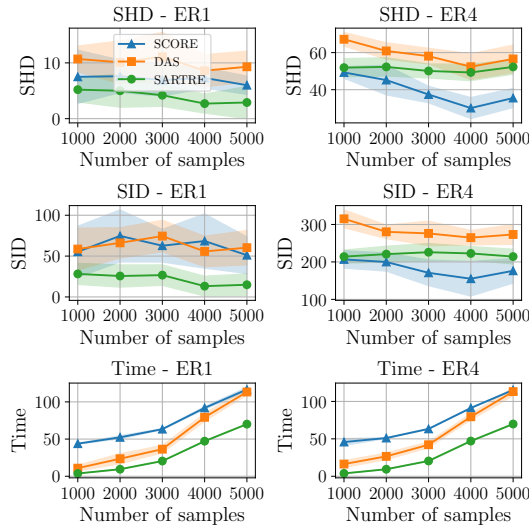 SHD - ER1
SHD
10
0
SCORE
DAS
SARTRE
1000 2000 3000 4000 5000
Number of samples
SHD - ER4
SHD
60
40
1000 2000 3000 4000 5000
Number of samples
SID - ER1
SID
100
50
0
1000 2000 3000 4000 5000
Number of samples
SID - ER4
SID
300
200
100
1000 2000 3000 4000 5000
Number of samples
Time - ER1
Time
100
50
0
1000 2000 3000 4000 5000
Number of samples
Time - ER4
Time
100
50
0
1000 2000 3000 4000 5000
Number of samples